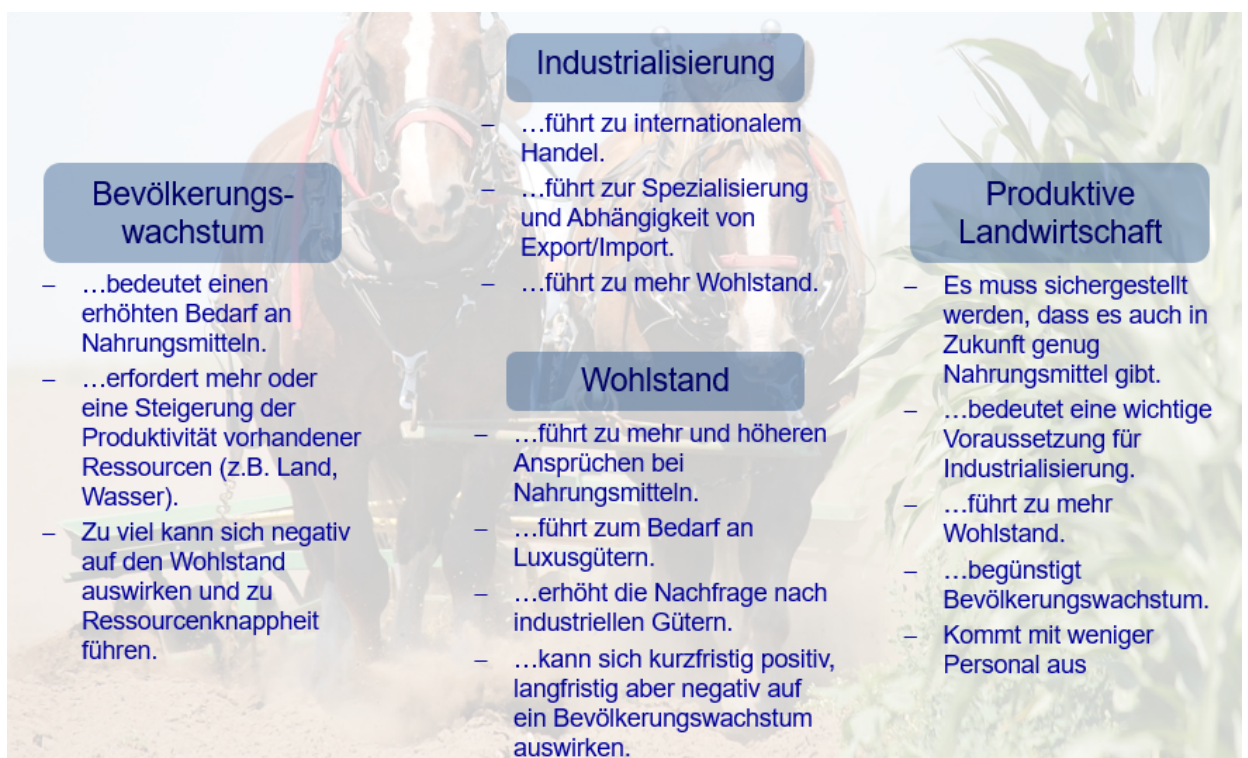 Industrialisierung
– …führt zu internationalem
Handel.
– …führt zur Spezialisierung
und Abhängigkeit von
Export/Import.
– …führt zu mehr Wohlstand.
Bevölkerungs-
wachstum
– …bedeutet einen
erhöhten Bedarf an
Nahrungsmitteln.
– …erfordert mehr oder
eine Steigerung der
Produktivität vorhandener
Ressourcen (z.B. Land,
Wasser).
– Zu viel kann sich negativ
auf den Wohlstand
auswirken und zu
Ressourcenknappheit
führen.
Wohlstand
– …führt zu mehr und höheren
Ansprüchen bei
Nahrungsmitteln.
– …führt zum Bedarf an
Luxusgütern.
– …erhöht die Nachfrage nach
industriellen Gütern.
– …kann sich kurzfristig positiv,
langfristig aber negativ auf
ein Bevölkerungswachstum
auswirken.
Produktive
Landwirtschaft
– Es muss sichergestellt
werden, dass es auch in
Zukunft genug
Nahrungsmittel gibt.
– …bedeutet eine wichtige
Voraussetzung für
Industrialisierung.
– …führt zu mehr
Wohlstand.
– …begünstigt
Bevölkerungswachstum.
– Kommt mit weniger
Personal aus